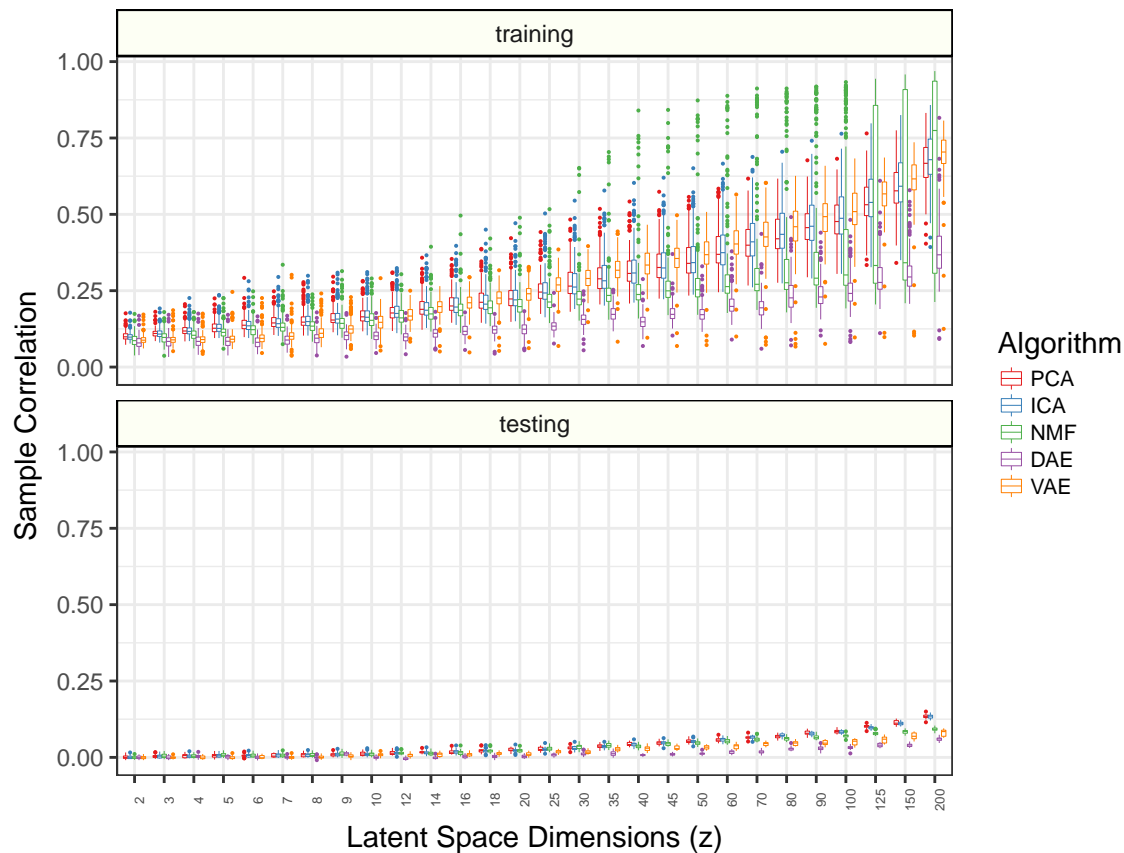 training
1.00
0.75
0.50
0.25
0.00
testing
1.00
0.75
0.50
0.25
0.00
Sample Correlation
2 3 4 5 6 7 8 9 10 12 14 16 18 20 25 30 35 40 45 50 60 70 80 90 100 125 150 200
Latent Space Dimensions (z)
Algorithm
PCA
ICA
NMF
DAE
VAE